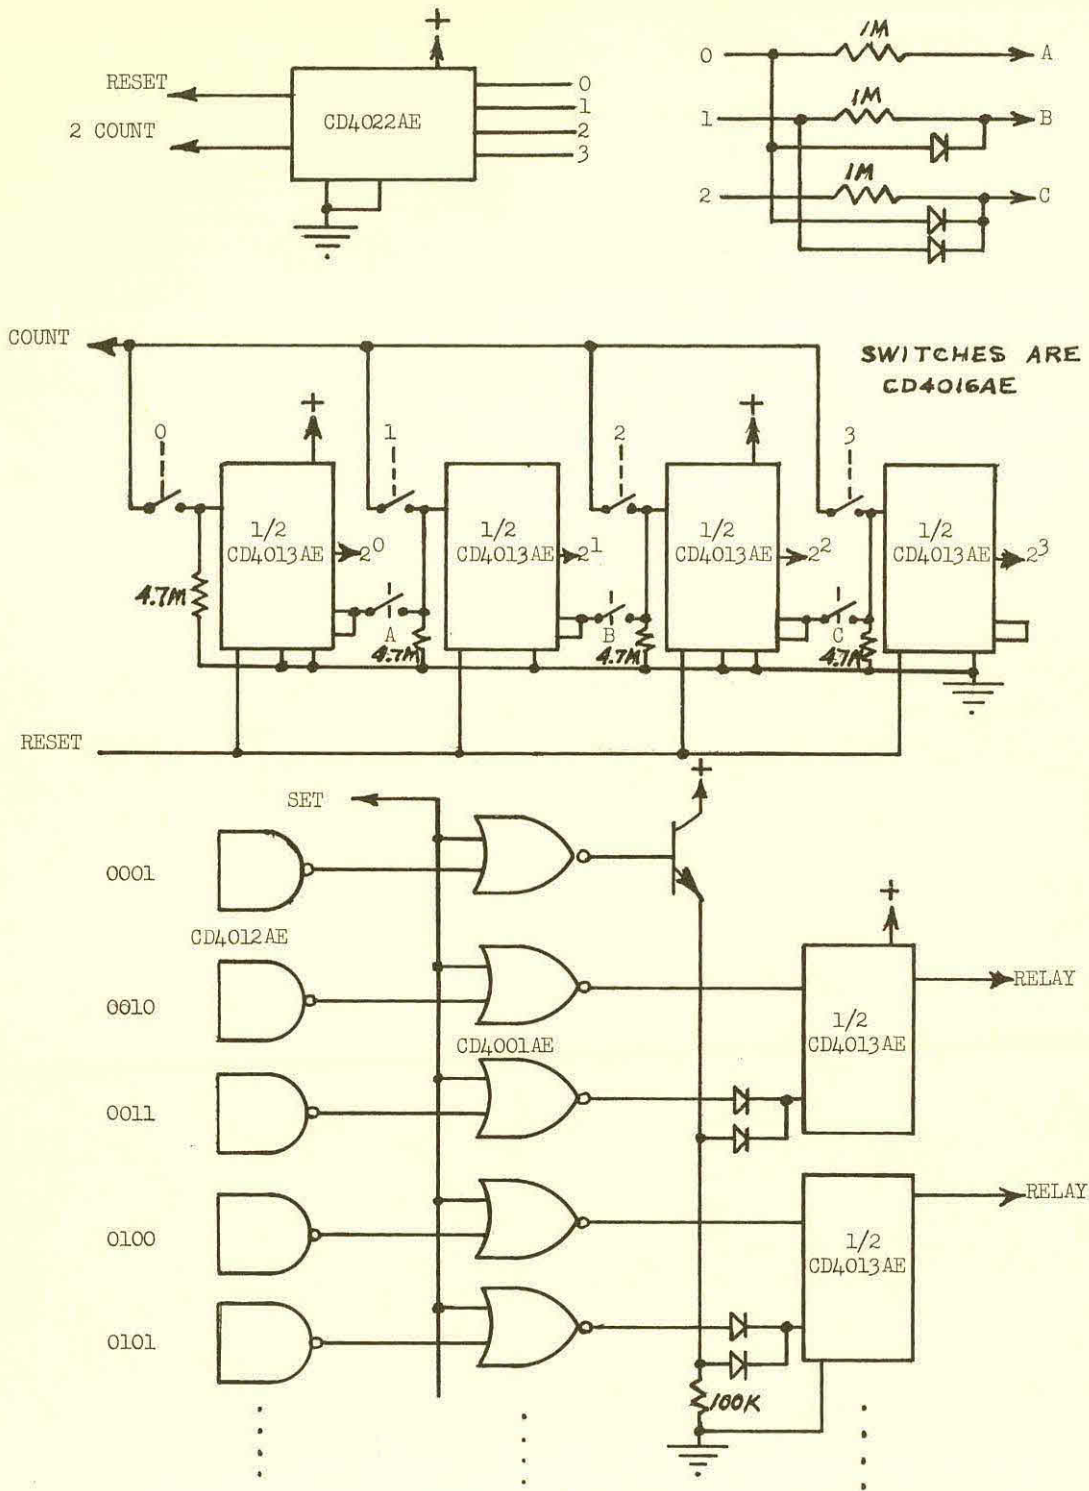 +
RESET
2 COUNT
CD4022AE
0
1
2
3
0
1M
A
1
1M
B
2
1M
C
COUNT
SWITCHES ARE
CD4016AE
+
+
0
1
2
3
1/2
CD4013AE
2^0
1/2
CD4013AE
2^1
1/2
CD4013AE
2^2
1/2
CD4013AE
2^3
4.7M
A
4.7M
B
4.7M
C
4.7M
RESET
+
SET
0001
+
CD4012AE
RELAY
0010
1/2
CD4013AE
CD4001AE
0011
RELAY
0100
1/2
CD4013AE
0101
100K